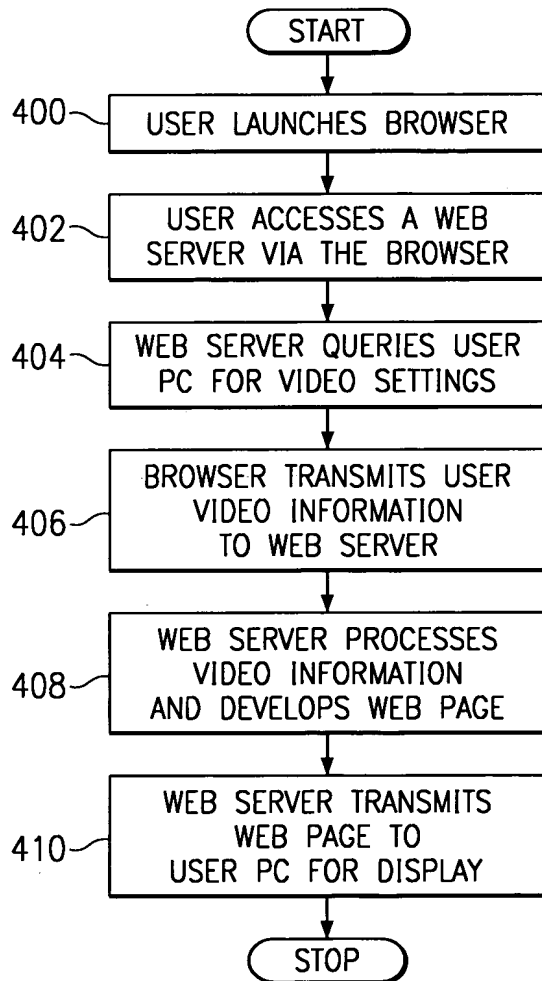 START
400
USER LAUNCHES BROWSER
402
USER ACCESSES A WEB
SERVER VIA THE BROWSER
404
WEB SERVER QUERIES USER
PC FOR VIDEO SETTINGS
406
BROWSER TRANSMITS USER
VIDEO INFORMATION
TO WEB SERVER
408
WEB SERVER PROCESSES
VIDEO INFORMATION
AND DEVELOPS WEB PAGE
410
WEB SERVER TRANSMITS
WEB PAGE TO
USER PC FOR DISPLAY
STOP